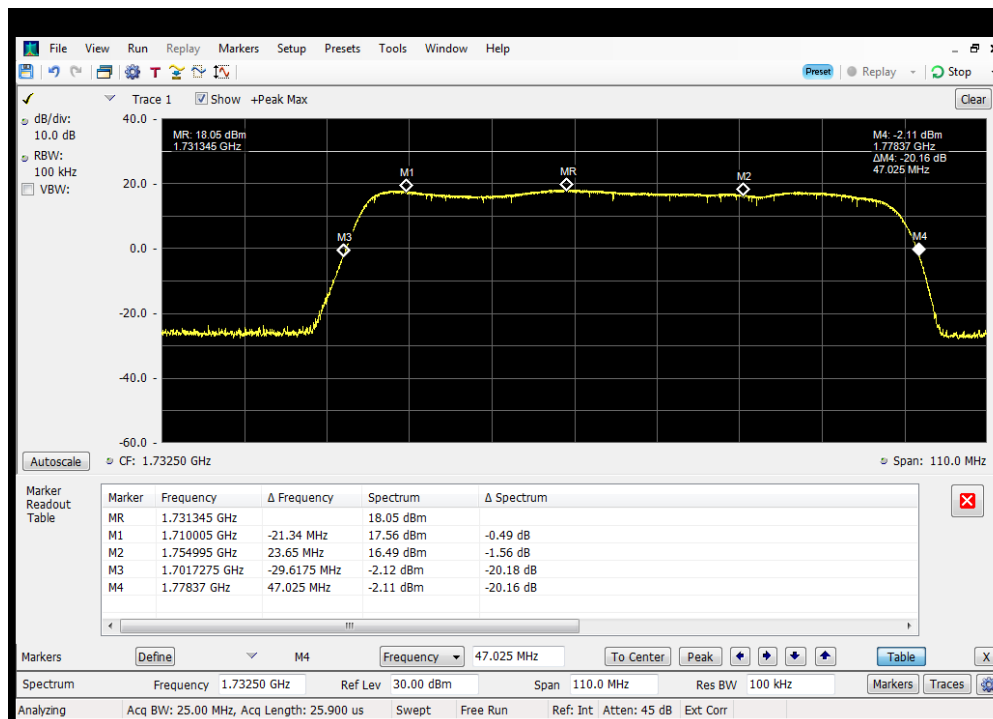 File View Run Replay Markers Setup Presets Tools Window Help
T Preset Replay Stop
Trace 1 Show +Peak Max Clear
dB/div:
10.0 dB
RBW:
100 kHz
VBW:
40.0
20.0
0.0
-20.0
-40.0
-60.0
MR: 18.05 dBm
1.731345 GHz
M4: -2.11 dBm
1.77837 GHz
ΔM4: -20.16 dB
47.025 MHz
M1 MR M2
M3 M4
Autoscale CF: 1.73250 GHz Span: 110.0 MHz
Marker
Readout
Table
Marker Frequency Δ Frequency Spectrum Δ Spectrum
MR 1.731345 GHz 18.05 dBm
M1 1.710005 GHz -21.34 MHz 17.56 dBm -0.49 dB
M2 1.754995 GHz 23.65 MHz 16.49 dBm -1.56 dB
M3 1.7017275 GHz -29.6175 MHz -2.12 dBm -20.18 dB
M4 1.77837 GHz 47.025 MHz -2.11 dBm -20.16 dB
Markers Define M4 Frequency 47.025 MHz To Center Peak Table X
Spectrum Frequency 1.73250 GHz Ref Lev 30.00 dBm Span 110.0 MHz Res BW 100 kHz Markers Traces
Analyzing Acq BW: 25.00 MHz, Acq Length: 25.900 us Swept Free Run Ref: Int Atten: 45 dB Ext Corr